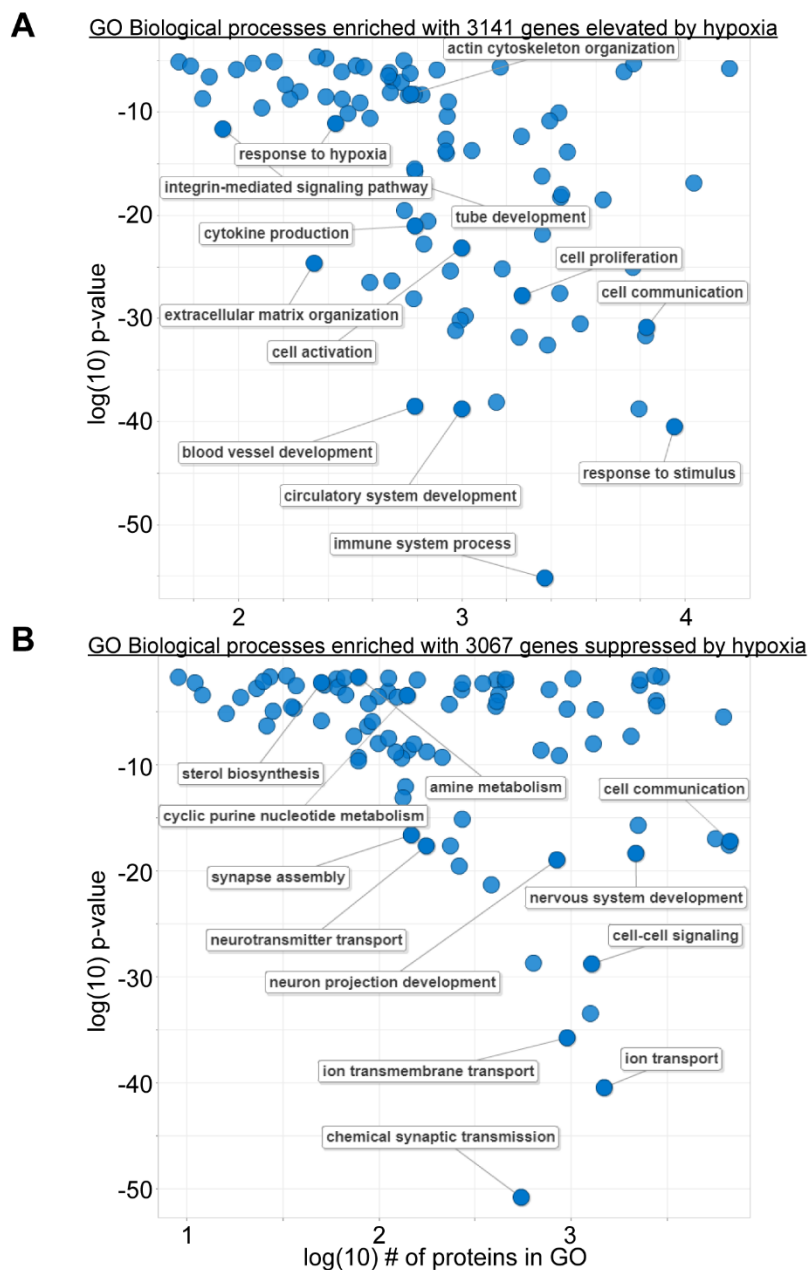 A
GO Biological processes enriched with 3141 genes elevated by hypoxia
actin cytoskeleton organization
-10
response to hypoxia
integrin-mediated signaling pathway
-20
tube development
cytokine production
cell proliferation
cell communication
extracellular matrix organization
-30
cell activation
log(10) p-value
-40
blood vessel development
response to stimulus
circulatory system development
-50
immune system process
2
3
4
B
GO Biological processes enriched with 3067 genes suppressed by hypoxia
-10
sterol biosynthesis
amine metabolism
cell communication
cyclic purine nucleotide metabolism
-20
synapse assembly
nervous system development
neurotransmitter transport
cell-cell signaling
neuron projection development
-30
log(10) p-value
ion transmembrane transport
ion transport
-40
chemical synaptic transmission
-50
1
2
3
log(10) # of proteins in GO